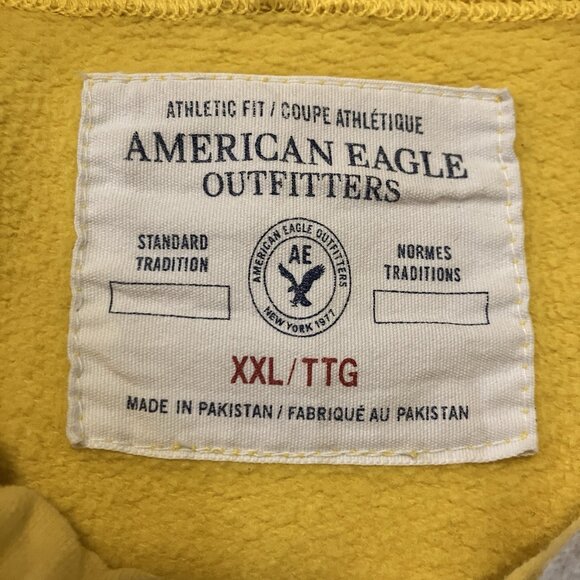 ATHLETIC FIT / COUPE ATHLÉTIQUE
AMERICAN EAGLE
OUTFITTERS
STANDARD
TRADITION
AMERICAN EAGLE OUTFITTERS
AE
NEW YORK 1977
NORMES
TRADITIONS
XXL/TTG
MADE IN PAKISTAN / FABRIQUÉ AU PAKISTAN